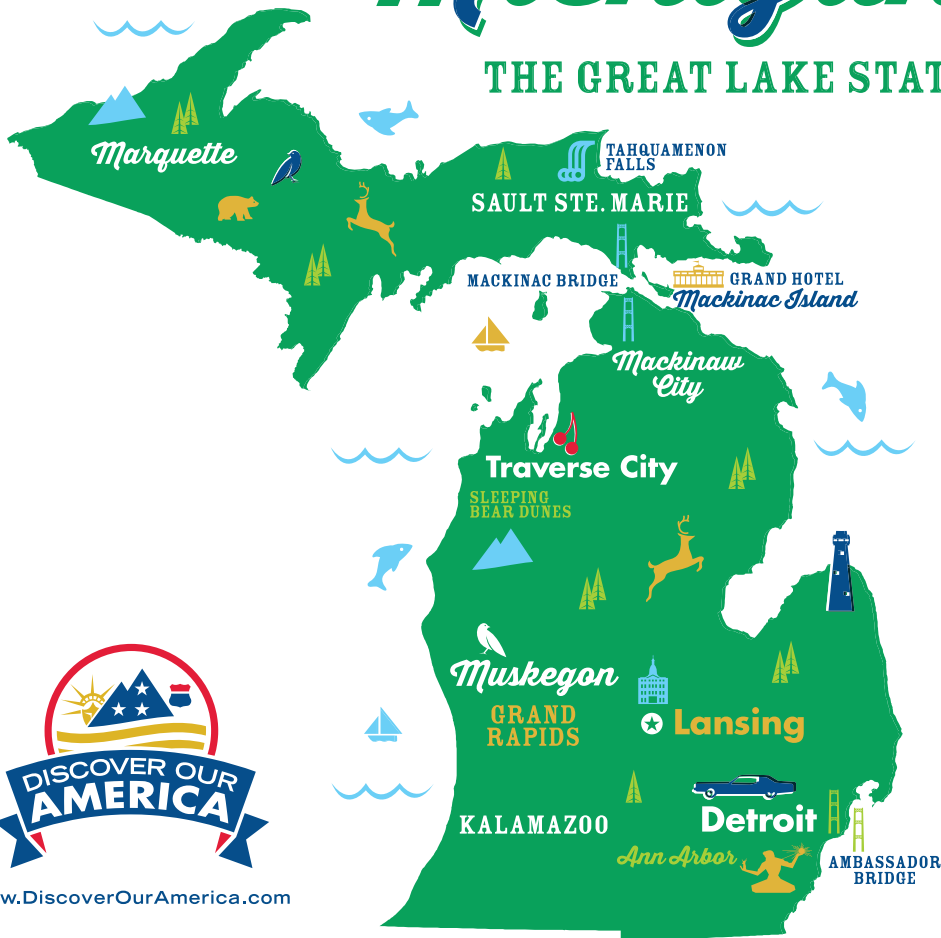 THE GREAT LAKE STAT
Marquette
TAHQUAMENON
FALLS
SAULT STE. MARIE
MACKINAC BRIDGE
GRAND HOTEL
Mackinac Island
Mackinaw
City
Traverse City
SLEEPING
BEAR DUNES
Muskegon
GRAND
RAPIDS
Lansing
DISCOVER OUR
AMERICA
KALAMAZOO
Detroit
Ann Arbor
AMBASSADOR
BRIDGE
w.DiscoverOurAmerica.com